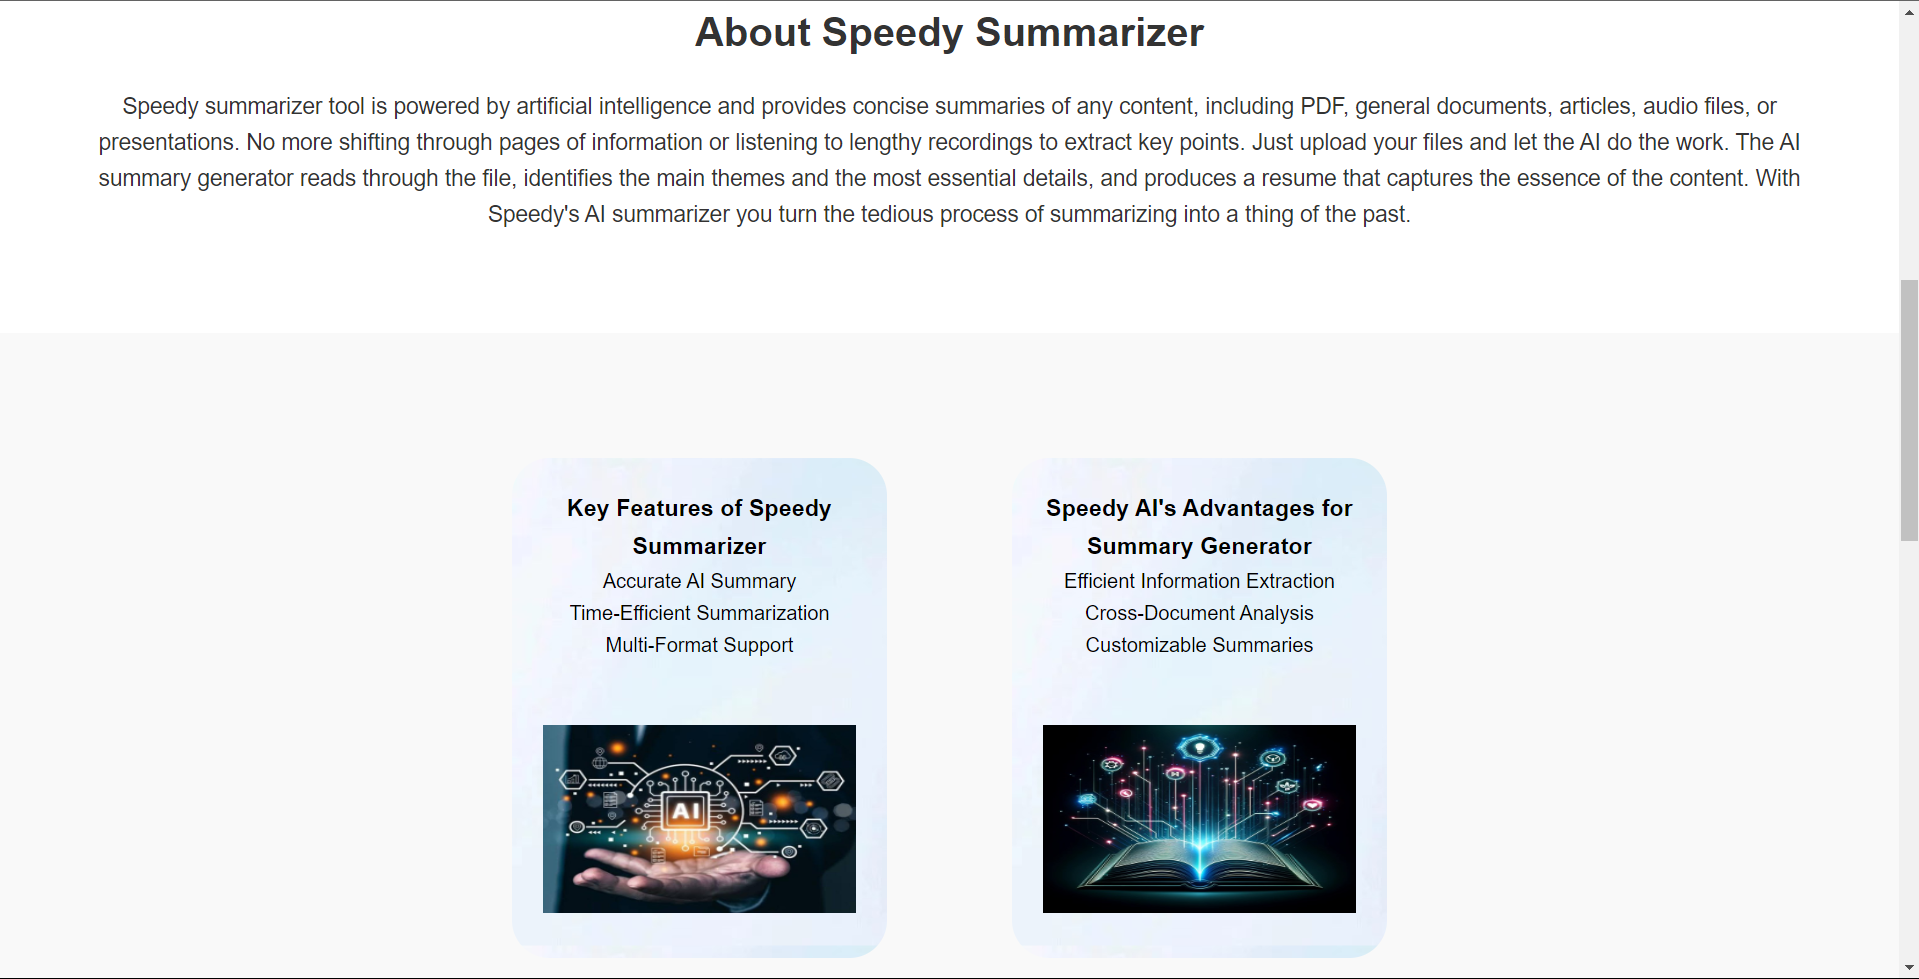 About Speedy Summarizer
Speedy summarizer tool is powered by artificial intelligence and provides concise summaries of any content, including PDF, general documents, articles, audio files, or
presentations. No more shifting through pages of information or listening to lengthy recordings to extract key points. Just upload your files and let the AI do the work. The AI
summary generator reads through the file, identifies the main themes and the most essential details, and produces a resume that captures the essence of the content. With
Speedy's AI summarizer you turn the tedious process of summarizing into a thing of the past.
Key Features of Speedy
Summarizer
Accurate AI Summary
Time-Efficient Summarization
Multi-Format Support
AI
Speedy AI's Advantages for
Summary Generator
Efficient Information Extraction
Cross-Document Analysis
Customizable Summaries